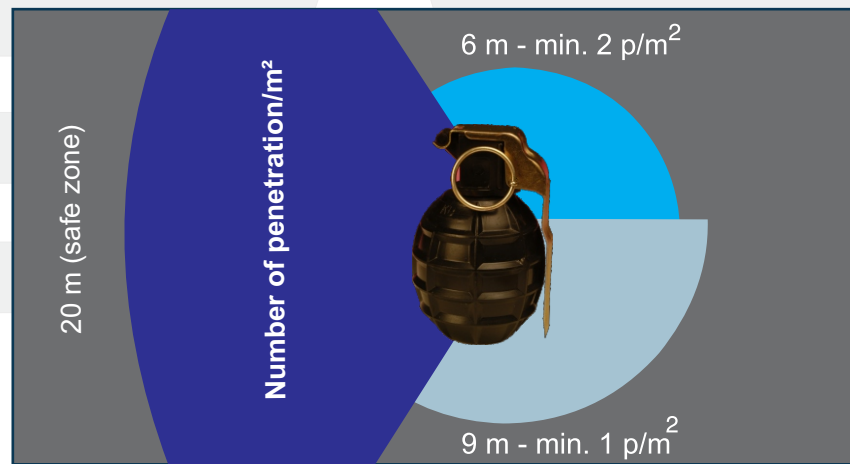 20 m (safe zone)
Number of penetration/m²
6 m - min. 2 p/m²
9 m - min. 1 p/m²